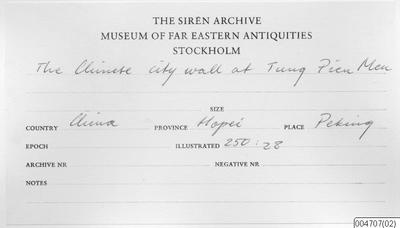 THE SIRÉN ARCHIVE
MUSEUM OF FAR EASTERN ANTIQUITIES
STOCKHOLM
The Chinese city wall at Tung Pien Men
SIZE
COUNTRY China PROVINCE Hopei PLACE Peking
EPOCH ILLUSTRATED 250:28
ARCHIVE NR NEGATIVE NR
NOTES
004707(02)